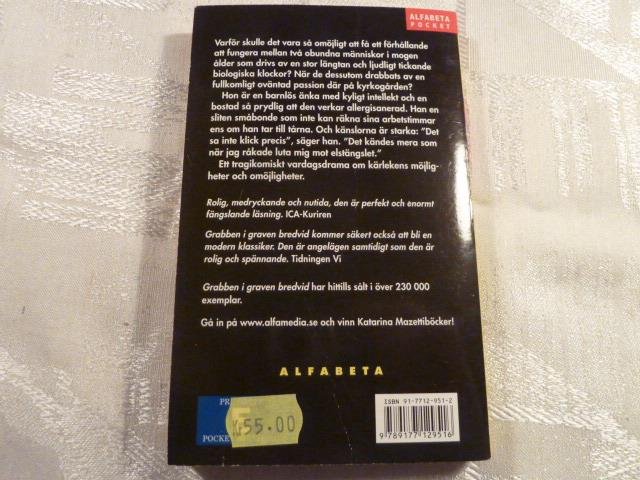 ALFABETA
POCKET
Varför skulle det vara så omöjligt att få ett förhållande
att fungera mellan två obundna människor i mogen
ålder som drivs av en stor längtan och ljudligt tickande
biologiska klockor? När de dessutom drabbats av en
fullkomligt oväntad passion där på kyrkogården?
Hon är en barnlös änka med kyligt intellekt och en
bostad så prydlig att den verkar allergisanerad. Han en
sliten småbonde som inte kan räkna sina arbetstimmar
ens om han tar till tårna. Och känslorna är starka: "Det
sa inte klick precis", säger han. "Det kändes mera som
när jag råkade luta mig mot elstängslet."
Ett tragikomiskt vardagsdrama om kärlekens möjlig-
heter och omöjligheter.
Rolig, medryckande och nutida, den är perfekt och enormt
fängslande läsning. ICA-Kuriren
Grabben i graven bredvid kommer säkert också att bli en
modern klassiker. Den är angelägen samtidigt som den är
rolig och spännande. Tidningen Vi
Grabben i graven bredvid har hittills sålt i över 230 000
exemplar.
Gå in på www.alfamedia.se och vinn Katarina Mazettiböcker!
ALFABETA
PR
POCKE
Kr 55.00
ISBN 91-7712-951-2
9 789177 129516